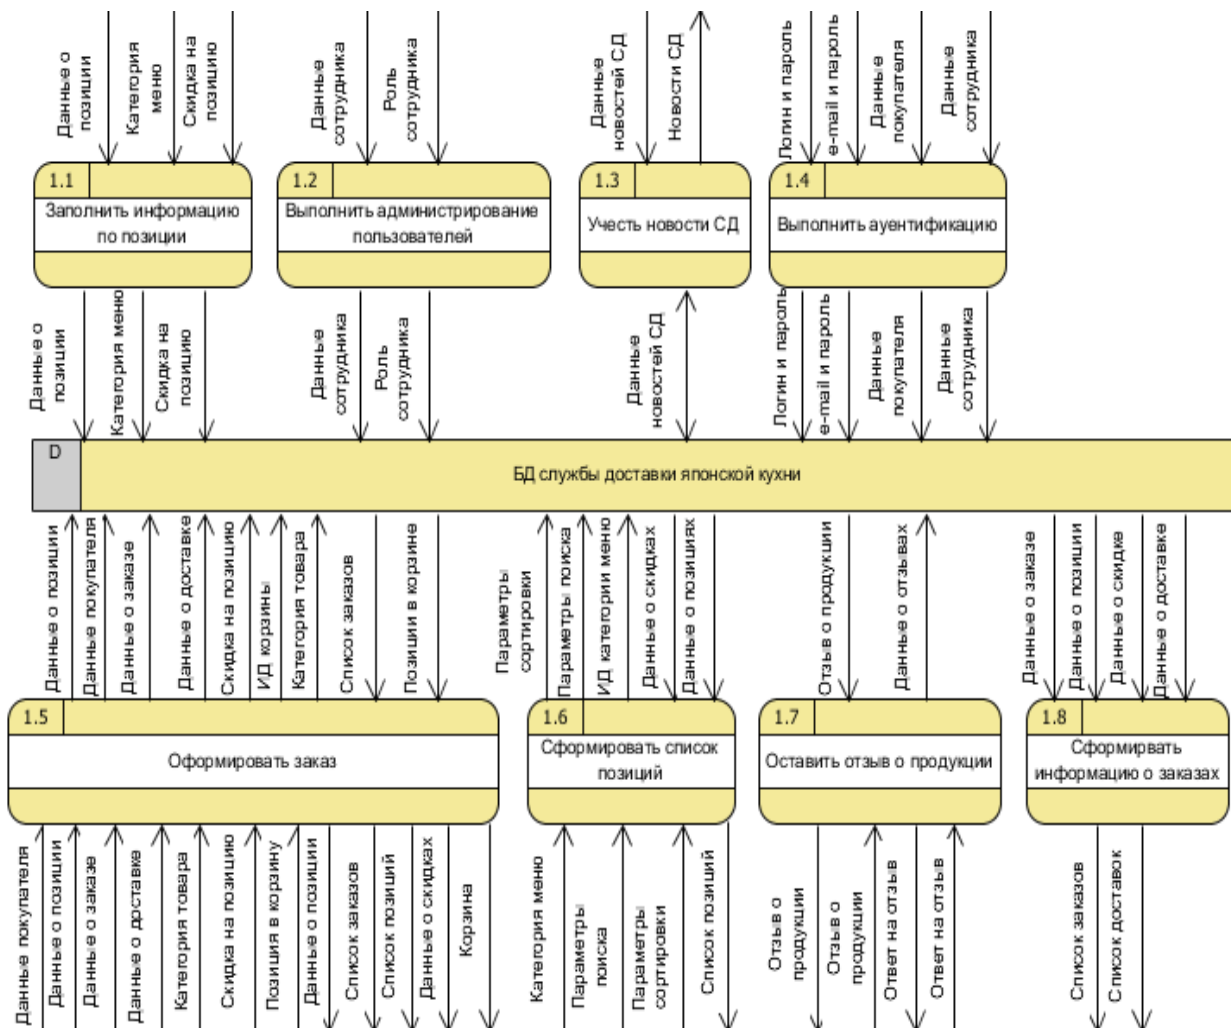 Данные о
позиции
Категория
меню
Скидка на
позицию
Данные
сотрудника
Роль
сотрудника
Данные
новостей СД
Новости СД
Логин и пароль
e-mail и пароль
Данные
покупателя
Данные
сотрудника
1.1
Заполнить информацию
по позиции
1.2
Выполнить администрирование
пользователей
1.3
Учесть новости СД
1.4
Выполнить ауентификацию
Данные о
позиции
Категория меню
Скидка на
позицию
Данные
сотрудника
Роль
сотрудника
Данные
новостей СД
Логин и пароль
e-mail и пароль
Данные
покупателя
Данные
сотрудника
D
БД службы доставки японской кухни
Данные о позиции
Данные покупателя
Данные о заказе
Данные о доставке
Скидка на позицию
ИД корзины
Категория товара
Список заказов
Позиции в корзине
Параметры
сортировки
Параметры поиска
ИД категории меню
Данные о скидках
Данные о позициях
Отзыв о продукции
Данные о отзывах
Данные о заказе
Данные о позиции
Данные о скидке
Данные о доставке
1.5
Оформировать заказ
1.6
Сформировать список
позиций
1.7
Оставить отзыв о продукции
1.8
Сформирвать
информацию о заказах
Данные покупателя
Данные о позиции
Данные о заказе
Данные о доставке
Категория товара
Скидка на позицию
Позиция в корзину
Данные о позиции
Список заказов
Список позиций
Данные о скидках
Корзина
Категория меню
Параметры
поиска
Параметры
сортировки
Список позиций
Отзыв о
продукции
Отзыв о
продукции
Ответ на отзыв
Ответ на отзыв
Список заказов
Список доставок